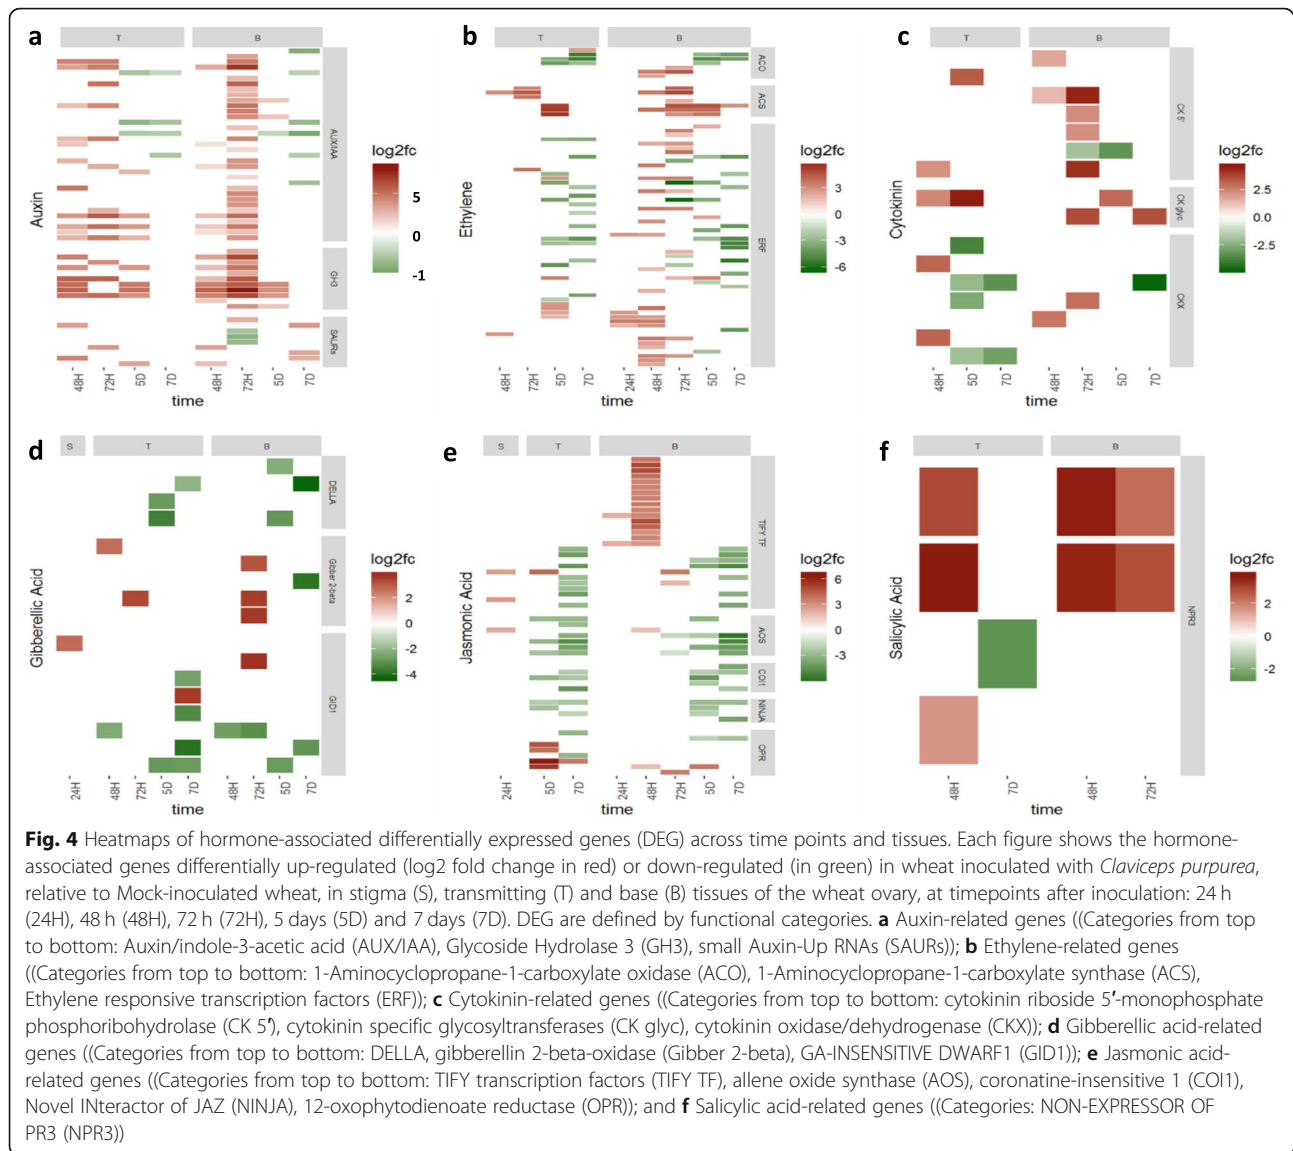 a
T
B
Auxin
AUX/IAA
GH3
SAURs
48H
72H
5D
7D
48H
72H
5D
7D
time
log2fc
5
0
-1
b
T
B
Ethylene
ACO
ACS
ERF
48H
72H
5D
7D
24H
48H
72H
5D
7D
time
log2fc
3
0
-3
-6
c
T
B
Cytokinin
CK 5'
CK glyc
CKX
48H
5D
7D
48H
72H
5D
7D
time
log2fc
2.5
0.0
-2.5
d
S
T
B
Gibberellic Acid
DELLA
Gibber 2-beta
GID1
24H
48H
72H
5D
7D
48H
72H
5D
7D
time
log2fc
2
0
-2
-4
e
S
T
B
Jasmonic Acid
TIFY TF
AOS
COI1
NINJA
OPR
24H
5D
7D
24H
48H
72H
5D
7D
time
log2fc
6
3
0
-3
f
T
B
Salicylic Acid
NPR3
48H
7D
48H
72H
time
log2fc
2
0
-2
Fig. 4 Heatmaps of hormone-associated differentially expressed genes (DEG) across time points and tissues. Each figure shows the hormone-
associated genes differentially up-regulated (log2 fold change in red) or down-regulated (in green) in wheat inoculated with Claviceps purpurea,
relative to Mock-inoculated wheat, in stigma (S), transmitting (T) and base (B) tissues of the wheat ovary, at timepoints after inoculation: 24 h
(24H), 48 h (48H), 72 h (72H), 5 days (5D) and 7 days (7D). DEG are defined by functional categories. a Auxin-related genes ((Categories from top
to bottom: Auxin/indole-3-acetic acid (AUX/IAA), Glycoside Hydrolase 3 (GH3), small Auxin-Up RNAs (SAURs)); b Ethylene-related genes
((Categories from top to bottom: 1-Aminocyclopropane-1-carboxylate oxidase (ACO), 1-Aminocyclopropane-1-carboxylate synthase (ACS),
Ethylene responsive transcription factors (ERF)); c Cytokinin-related genes ((Categories from top to bottom: cytokinin riboside 5′-monophosphate
phosphoribohydrolase (CK 5′), cytokinin specific glycosyltransferases (CK glyc), cytokinin oxidase/dehydrogenase (CKX)); d Gibberellic acid-related
genes ((Categories from top to bottom: DELLA, gibberellin 2-beta-oxidase (Gibber 2-beta), GA-INSENSITIVE DWARF1 (GID1)); e Jasmonic acid-
related genes ((Categories from top to bottom: TIFY transcription factors (TIFY TF), allene oxide synthase (AOS), coronatine-insensitive 1 (COI1),
Novel INteractor of JAZ (NINJA), 12-oxophytodienoate reductase (OPR)); and f Salicylic acid-related genes ((Categories: NON-EXPRESSOR OF
PR3 (NPR3))